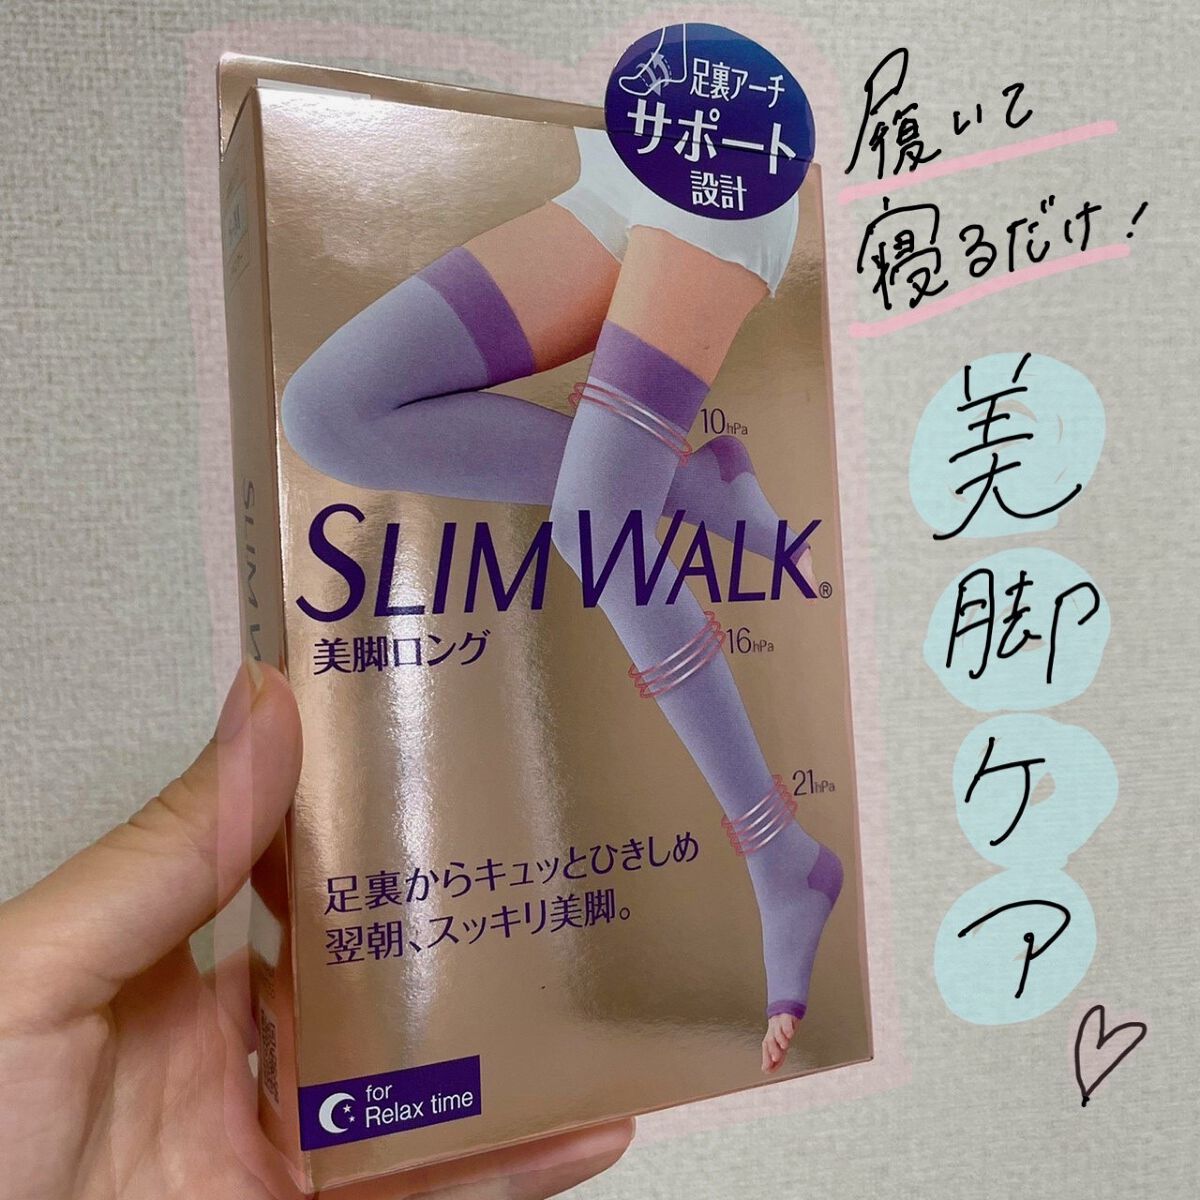 足裏アーチ
サポート
設計
履いて
寝るだけ!
美脚ケア
10hPa
SLIM WALK®
美脚ロング
16hPa
21hPa
足裏からキュッとひきしめ
翌朝、スッキリ美脚。
for
Relax time